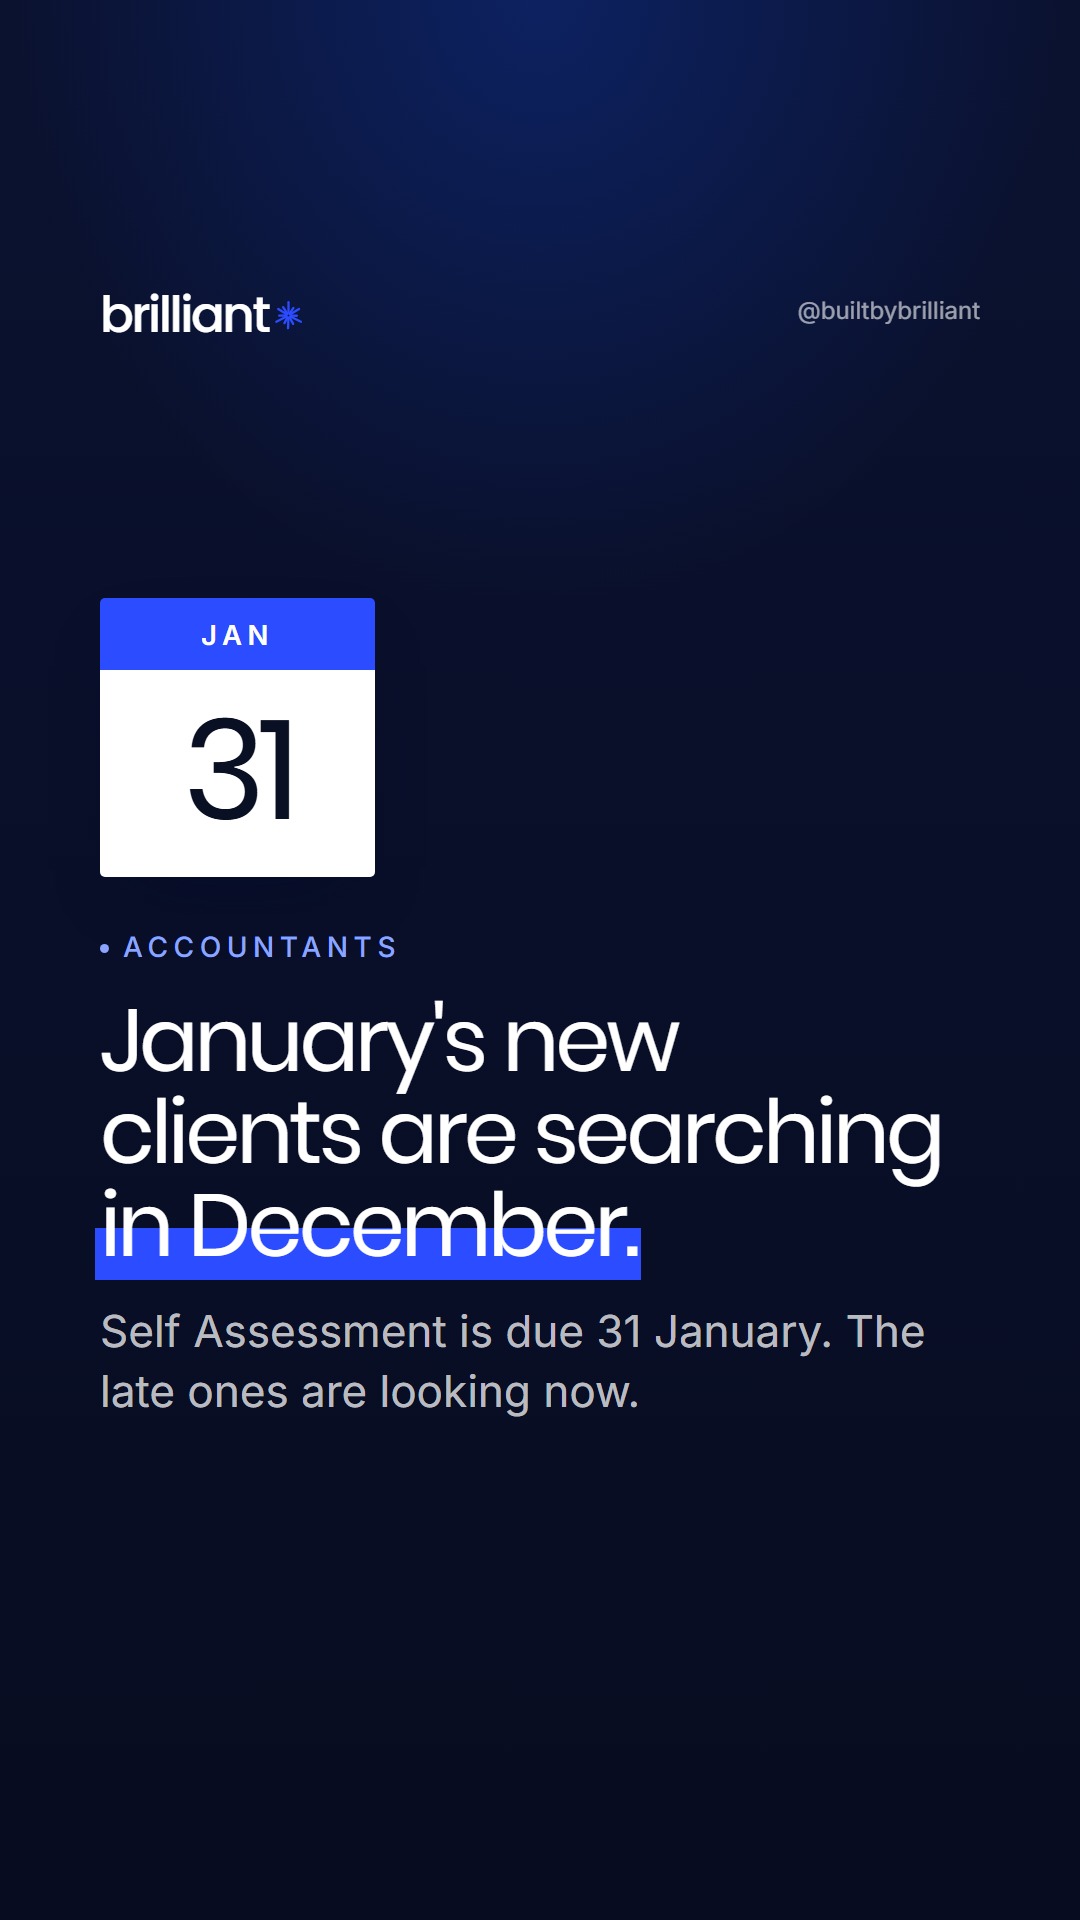 brilliant
@builtbybrilliant
JAN
31
• ACCOUNTANTS
January's new
clients are searching
in December.
Self Assessment is due 31 January. The
late ones are looking now.